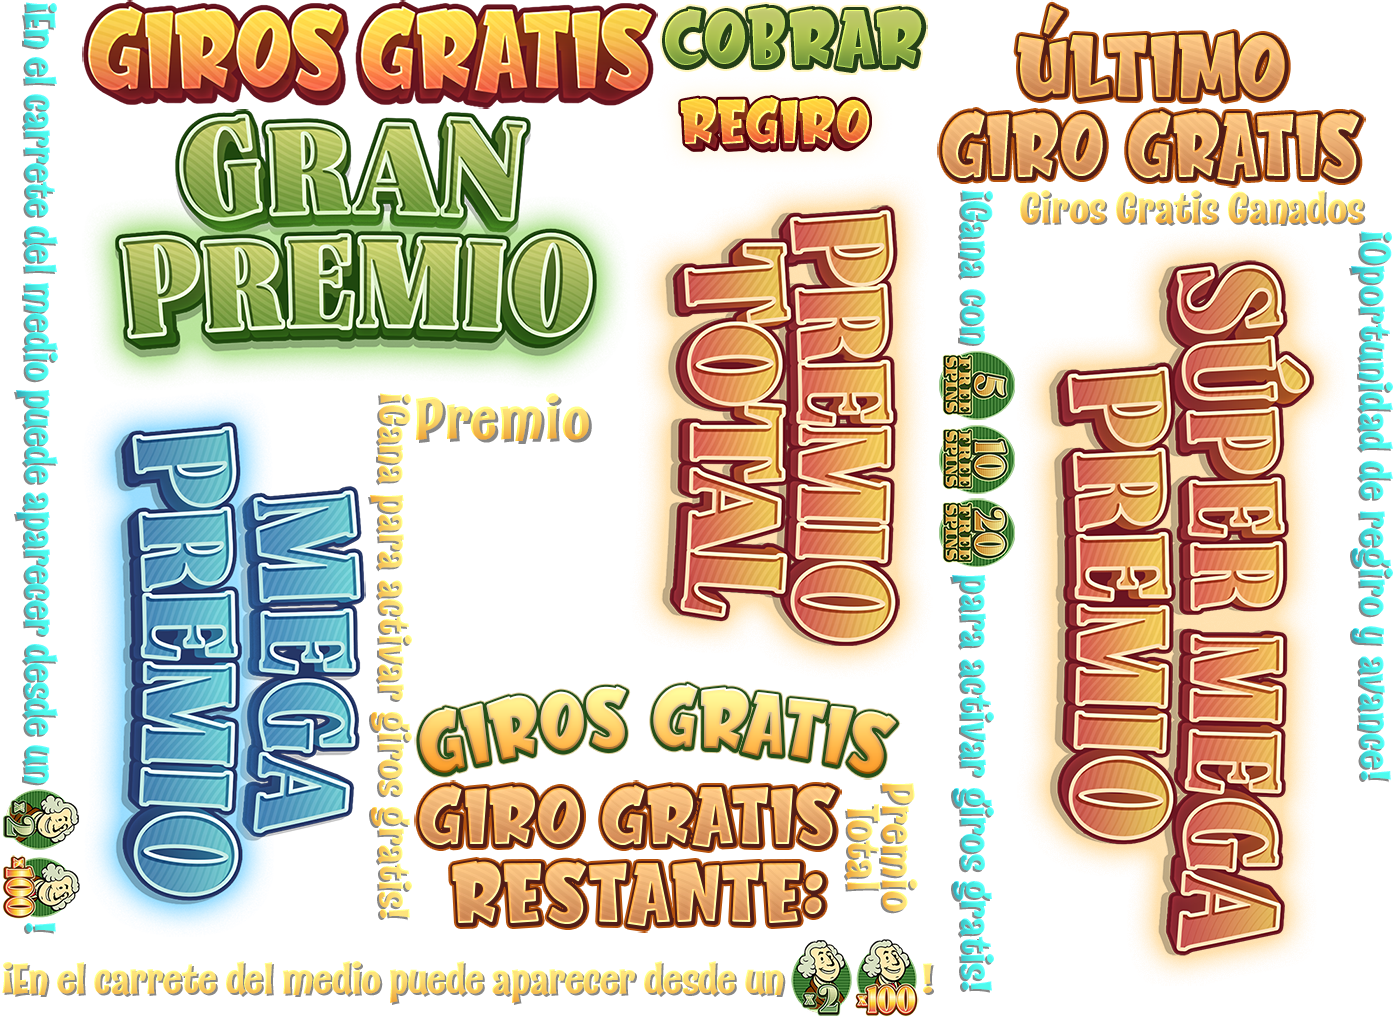 ¡En el carrete del medio puede aparecer desde un x2 x100 !
GIROS GRATIS
COBRAR
REGIRO
ÚLTIMO
GIRO GRATIS
Giros Gratis Ganados
GRAN
PREMIO
PREMIO
TOTAL
¡Gana con 5 FREE SPINS 10 FREE SPINS 20 FREE SPINS para activar giros gratis!
¡Oportunidad de regiro y avance!
SÚPER MEGA
PREMIO
MEGA
PREMIO
¡Gana para activar giros gratis!
Premio
GIROS GRATIS
GIRO GRATIS
RESTANTE:
Premio
Total
¡En el carrete del medio puede aparecer desde un x2 x100 !